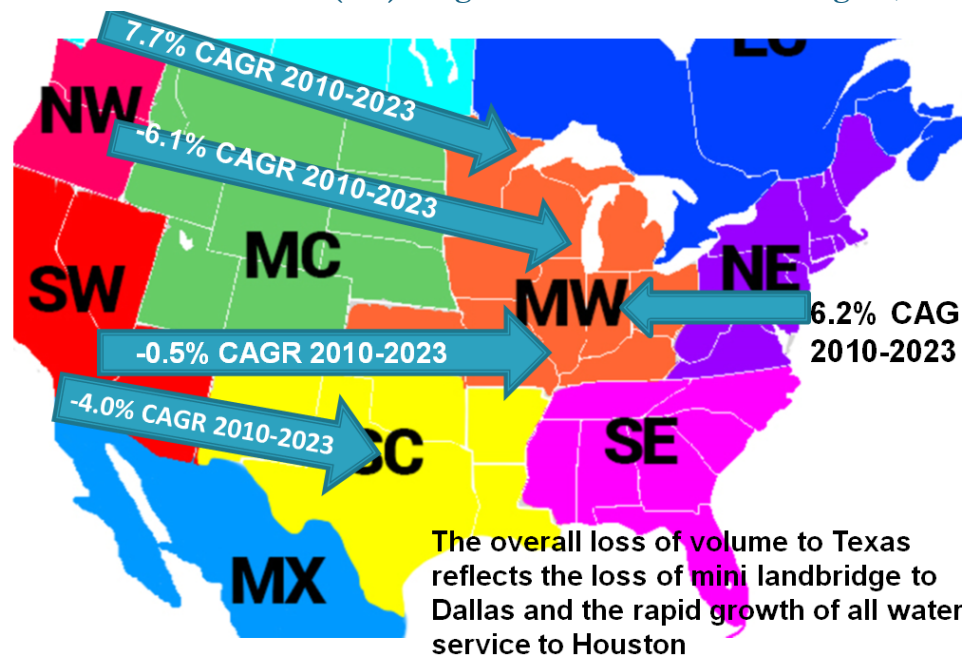 7.7% CAGR 2010-2023
NW
-6.1% CAGR 2010-2023
MC
NE
SW
MW
6.2% CAG
2010-2023
-0.5% CAGR 2010-2023
-4.0% CAGR 2010-2023
SC
SE
The overall loss of volume to Texas
reflects the loss of mini landbridge to
Dallas and the rapid growth of all water
service to Houston
MX